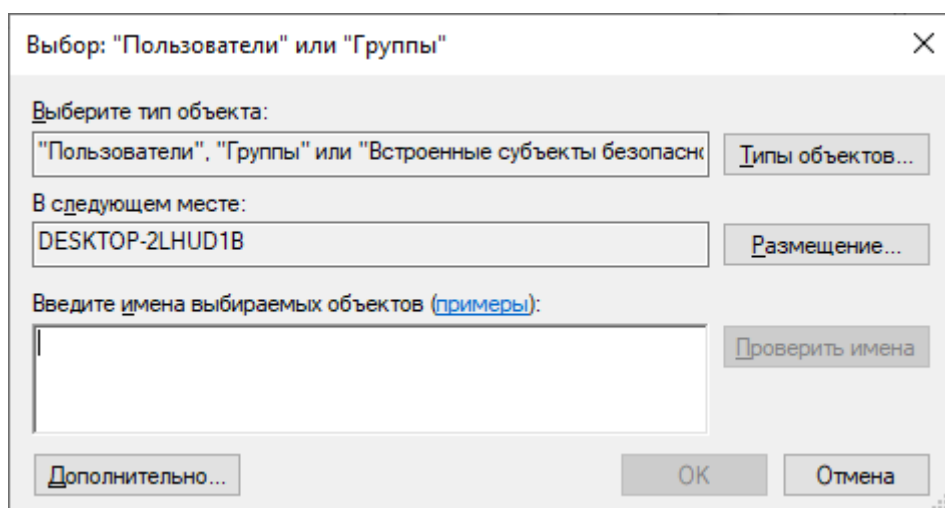 Выбор: "Пользователи" или "Группы"
Выберите тип объекта:
"Пользователи", "Группы" или "Встроенные субъекты
Типы объектов...
В следующем месте:
DESKTOP-2LHUD1B
Размещение...
Введите имена выбираемых объектов (примеры):
Проверить имена
Дополнительно...
OK
Отмена